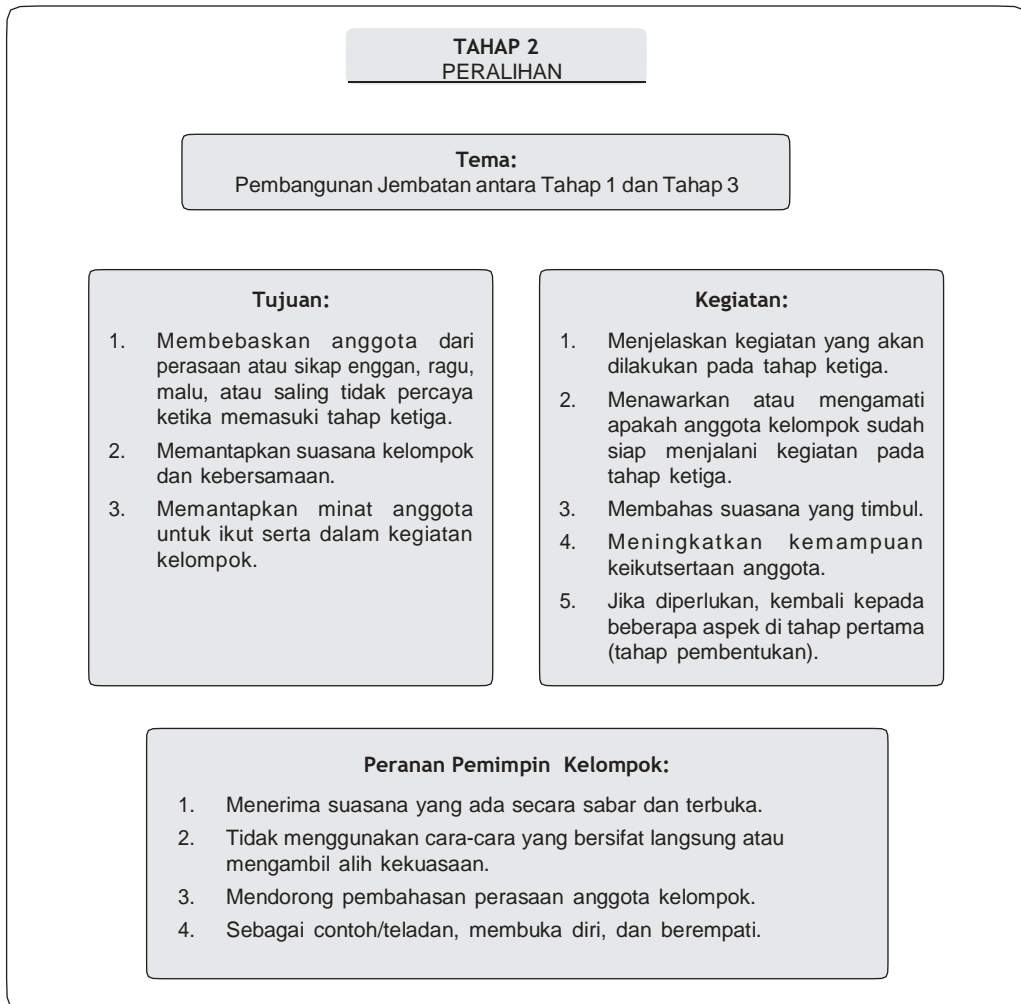 TAHAP 2
PERALIHAN
Tema:
Pembangunan Jembatan antara Tahap 1 dan Tahap 3
Tujuan:
1. Membebaskan anggota dari
perasaan atau sikap enggan, ragu,
malu, atau saling tidak percaya
ketika memasuki tahap ketiga.
2. Memantapkan suasana kelompok
dan kebersamaan.
3. Memantapkan minat anggota
untuk ikut serta dalam kegiatan
kelompok.
Kegiatan:
1. Menjelaskan kegiatan yang akan
dilakukan pada tahap ketiga.
2. Menawarkan atau mengamati
apakah anggota kelompok sudah
siap menjalani kegiatan pada
tahap ketiga.
3. Membahas suasana yang timbul.
4. Meningkatkan kemampuan
keikutsertaan anggota.
5. Jika diperlukan, kembali kepada
beberapa aspek di tahap pertama
(tahap pembentukan).
Peranan Pemimpin Kelompok:
1. Menerima suasana yang ada secara sabar dan terbuka.
2. Tidak menggunakan cara-cara yang bersifat langsung atau
mengambil alih kekuasaan.
3. Mendorong pembahasan perasaan anggota kelompok.
4. Sebagai contoh/teladan, membuka diri, dan berempati.